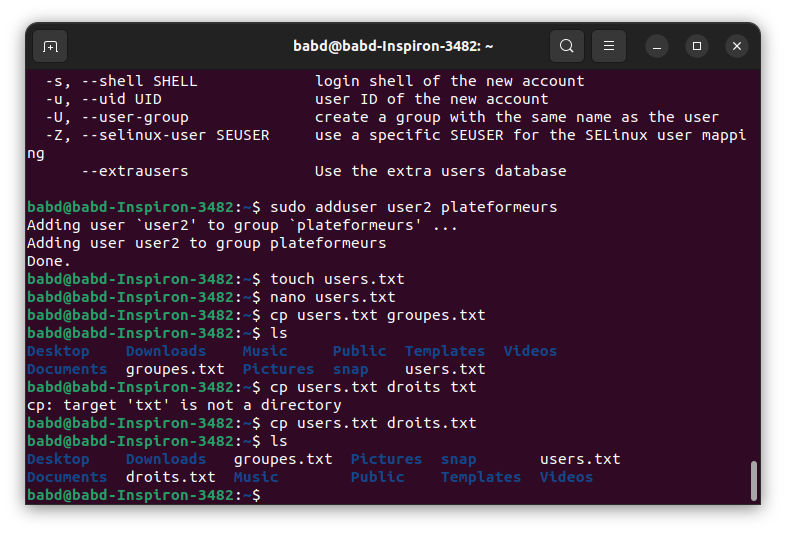 babd@babd-Inspiron-3482: ~
  -s, --shell SHELL             login shell of the new account
  -u, --uid UID                 user ID of the new account
  -U, --user-group              create a group with the same name as the user
  -Z, --selinux-user SEUSER     use a specific SEUSER for the SELinux user mappi
ng
      --extrausers              Use the extra users database
babd@babd-Inspiron-3482:~$ sudo adduser user2 plateformeurs
Adding user `user2' to group `plateformeurs' ...
Adding user user2 to group plateformeurs
Done.
babd@babd-Inspiron-3482:~$ touch users.txt
babd@babd-Inspiron-3482:~$ nano users.txt
babd@babd-Inspiron-3482:~$ cp users.txt groupes.txt
babd@babd-Inspiron-3482:~$ ls
Desktop    Downloads    Music     Public  Templates  Videos
Documents  groupes.txt  Pictures  snap    users.txt
babd@babd-Inspiron-3482:~$ cp users.txt droits txt
cp: target 'txt' is not a directory
babd@babd-Inspiron-3482:~$ cp users.txt droits.txt
babd@babd-Inspiron-3482:~$ ls
Desktop    Downloads   groupes.txt  Pictures  snap       users.txt
Documents  droits.txt  Music        Public    Templates  Videos
babd@babd-Inspiron-3482:~$